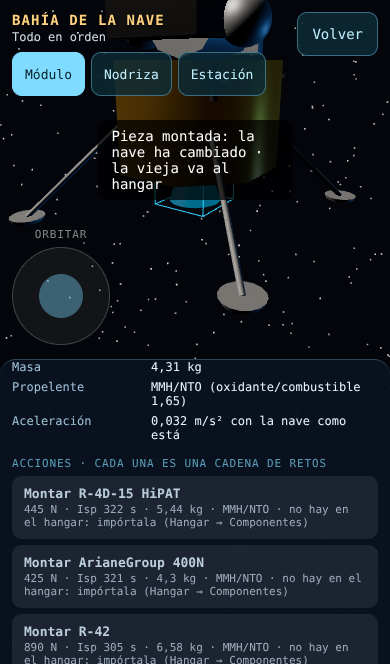 BAHÍA DE LA NAVE
Todo en orden
Volver
Módulo
Nodriza
Estación
Pieza montada: la
nave ha cambiado ·
la vieja va al
hangar
ORBITAR
Masa 4,31 kg
Propelente MMH/NTO (oxidante/combustible
1,65)
Aceleración 0,032 m/s² con la nave como
está
ACCIONES · CADA UNA ES UNA CADENA DE RETOS
Montar R-4D-15 HiPAT
445 N · Isp 322 s · 5,44 kg · MMH/NTO · no hay en
el hangar: impórtala (Hangar → Componentes)
Montar ArianeGroup 400N
425 N · Isp 321 s · 4,3 kg · MMH/NTO · no hay en el
hangar: impórtala (Hangar → Componentes)
Montar R-42
890 N · Isp 305 s · 6,58 kg · MMH/NTO · no hay en
el hangar: impórtala (Hangar → Componentes)